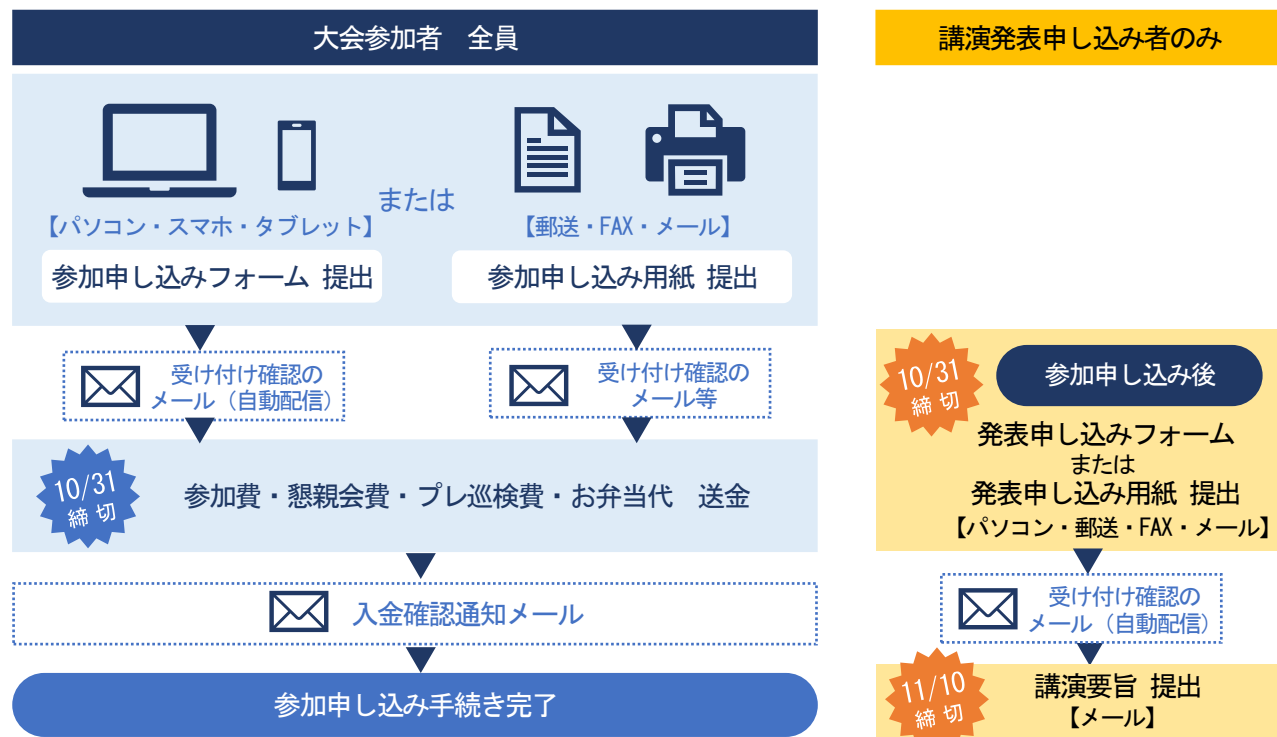 大会参加者　全員
【パソコン・スマホ・タブレット】
または
【郵送・FAX・メール】
参加申し込みフォーム 提出
参加申し込み用紙 提出
受け付け確認の
メール（自動配信）
受け付け確認の
メール等
10/31
締切
参加費・懇親会費・プレ巡検費・お弁当代　送金
入金確認通知メール
参加申し込み手続き完了
講演発表申し込み者のみ
10/31
締切
参加申し込み後
発表申し込みフォーム
または
発表申し込み用紙 提出
【パソコン・郵送・FAX・メール】
受け付け確認の
メール（自動配信）
11/10
締切
講演要旨 提出
【メール】